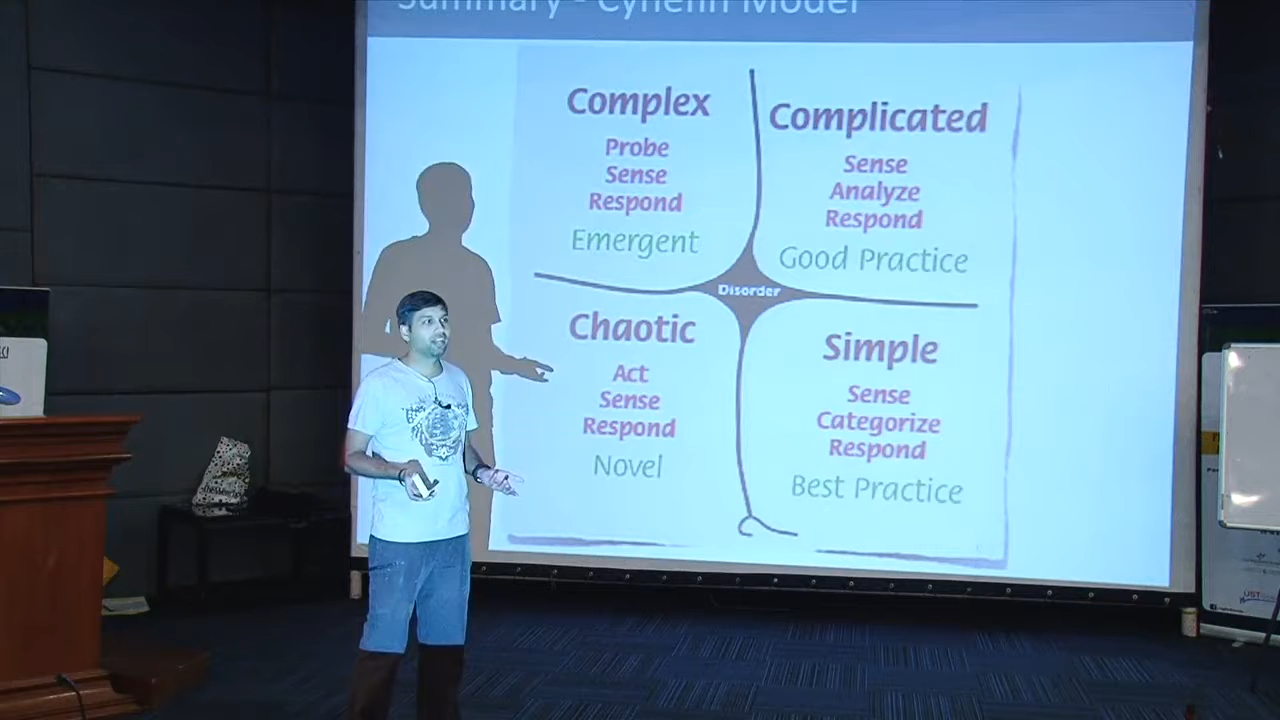 Summary - Cynefin Model
Complex
Probe
Sense
Respond
Emergent
Complicated
Sense
Analyze
Respond
Good Practice
Disorder
Chaotic
Act
Sense
Respond
Novel
Simple
Sense
Categorize
Respond
Best Practice
UST